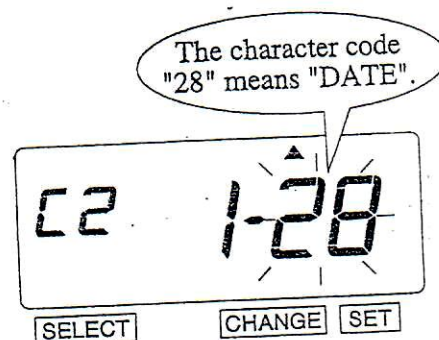 The character code
"28" means "DATE".
C2 1-28
SELECT CHANGE SET